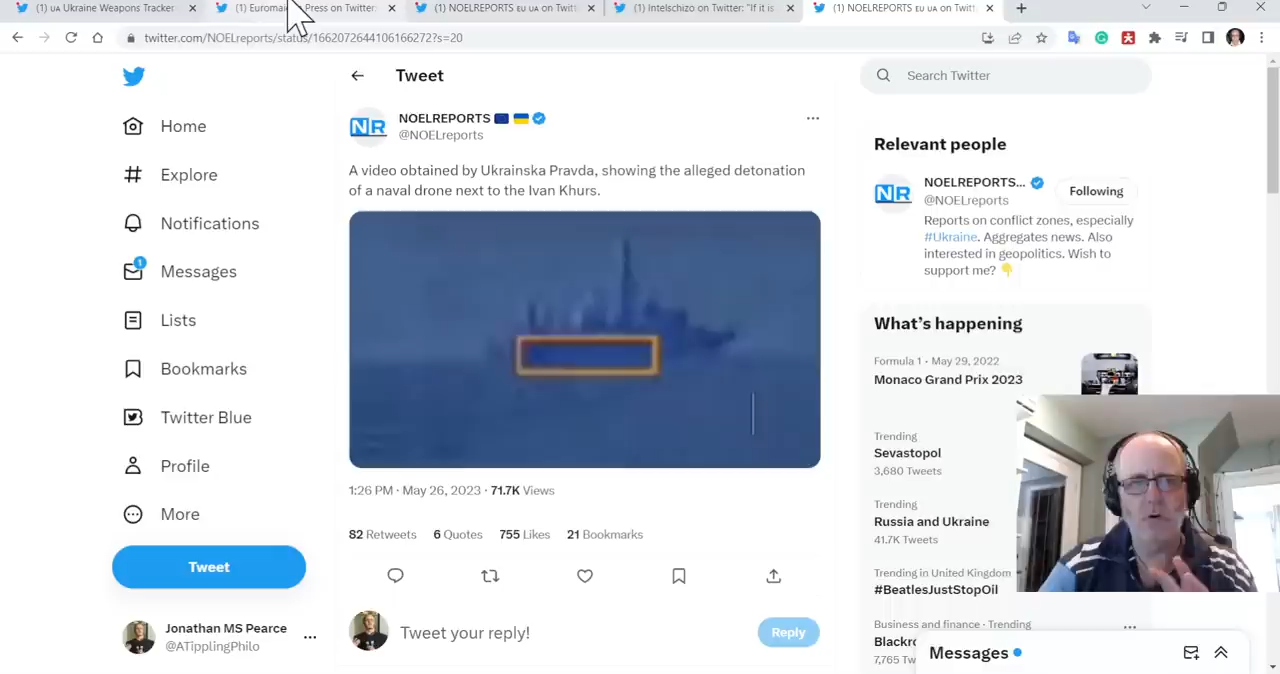 (1) UA Ukraine Weapons Tracker
(1) Euromai
Press on Twitter:
(1) NOELREPORTS EU UA on Twitt
(1) Intelschizo on Twitter: "If it is
(1) NOELREPORTS EU UA on Twitt
twitter.com/NOELreports/status/1662072644106166272?s=20
Tweet
Search Twitter
Home
Explore
Notifications
1
Messages
Lists
Bookmarks
Twitter Blue
Profile
More
Tweet
Jonathan MS Pearce
@ATipplingPhilo
NR
NOELREPORTS
@NOELreports
A video obtained by Ukrainska Pravda, showing the alleged detonation
of a naval drone next to the Ivan Khurs.
1:26 PM · May 26, 2023 · 71.7K Views
82 Retweets 6 Quotes 755 Likes 21 Bookmarks
Tweet your reply!
Reply
Relevant people
NR
NOELREPORTS...
@NOELreports
Following
Reports on conflict zones, especially
#Ukraine. Aggregates news. Also
interested in geopolitics. Wish to
support me?
What's happening
Formula 1 · May 29, 2022
Monaco Grand Prix 2023
Trending
Sevastopol
3,680 Tweets
Trending
Russia and Ukraine
41.7K Tweets
Trending in United Kingdom
#BeatlesJustStopOil
Business and finance · Trending
Blackro
7,765 Tw
Messages